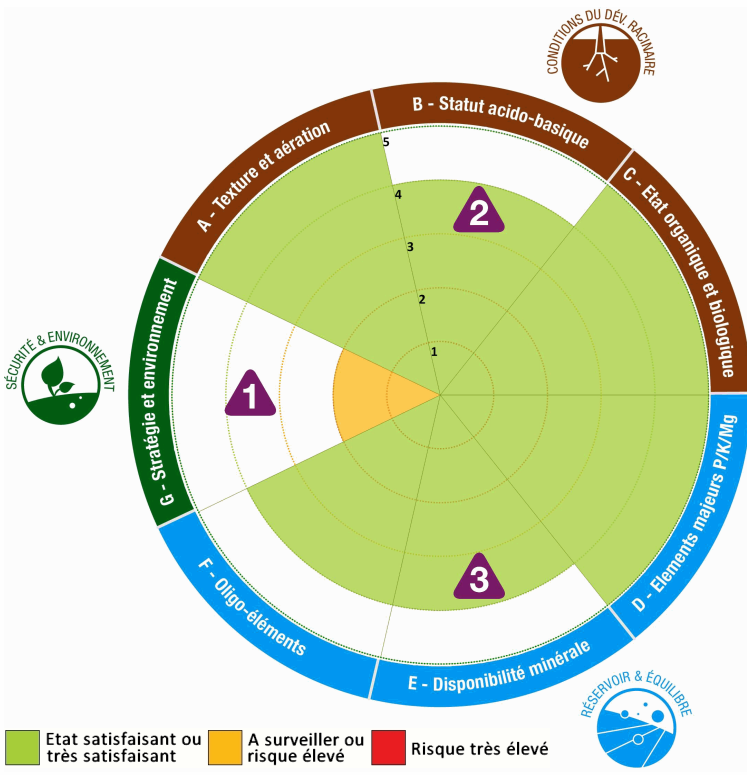 CONDITIONS DU DÉV. RACINAIRE
B - Statut acido-basique
A - Texture et aération
C - Etat organique et biologique
5
4
3
2
1
2
SÉCURITÉ & ENVIRONNEMENT
G - Stratégie et environnement
1
D - Elements majeurs P/K/Mg
3
F - Oligo-éléments
E - Disponibilité minérale
RÉSERVOIR & ÉQUILIBRE
Etat satisfaisant ou
très satisfaisant
A surveiller ou
risque élevé
Risque très élevé